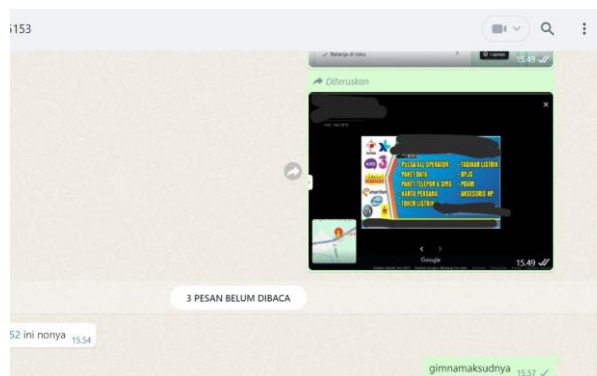 5153
Belanja di toko
15.49
Diteruskan
PULSA ALL OPERATOR - TAGIHAN LISTRIK
PAKET DATA - BPJS
PAKET TELEPON & SMS - PDAM
KARTU PERDANA - AKSESORIS HP
TOKEN LISTRIK
3
smartfren
Google
15.49
3 PESAN BELUM DIBACA
52 ini nonya 15.54
gimnamaksudnya 15.57